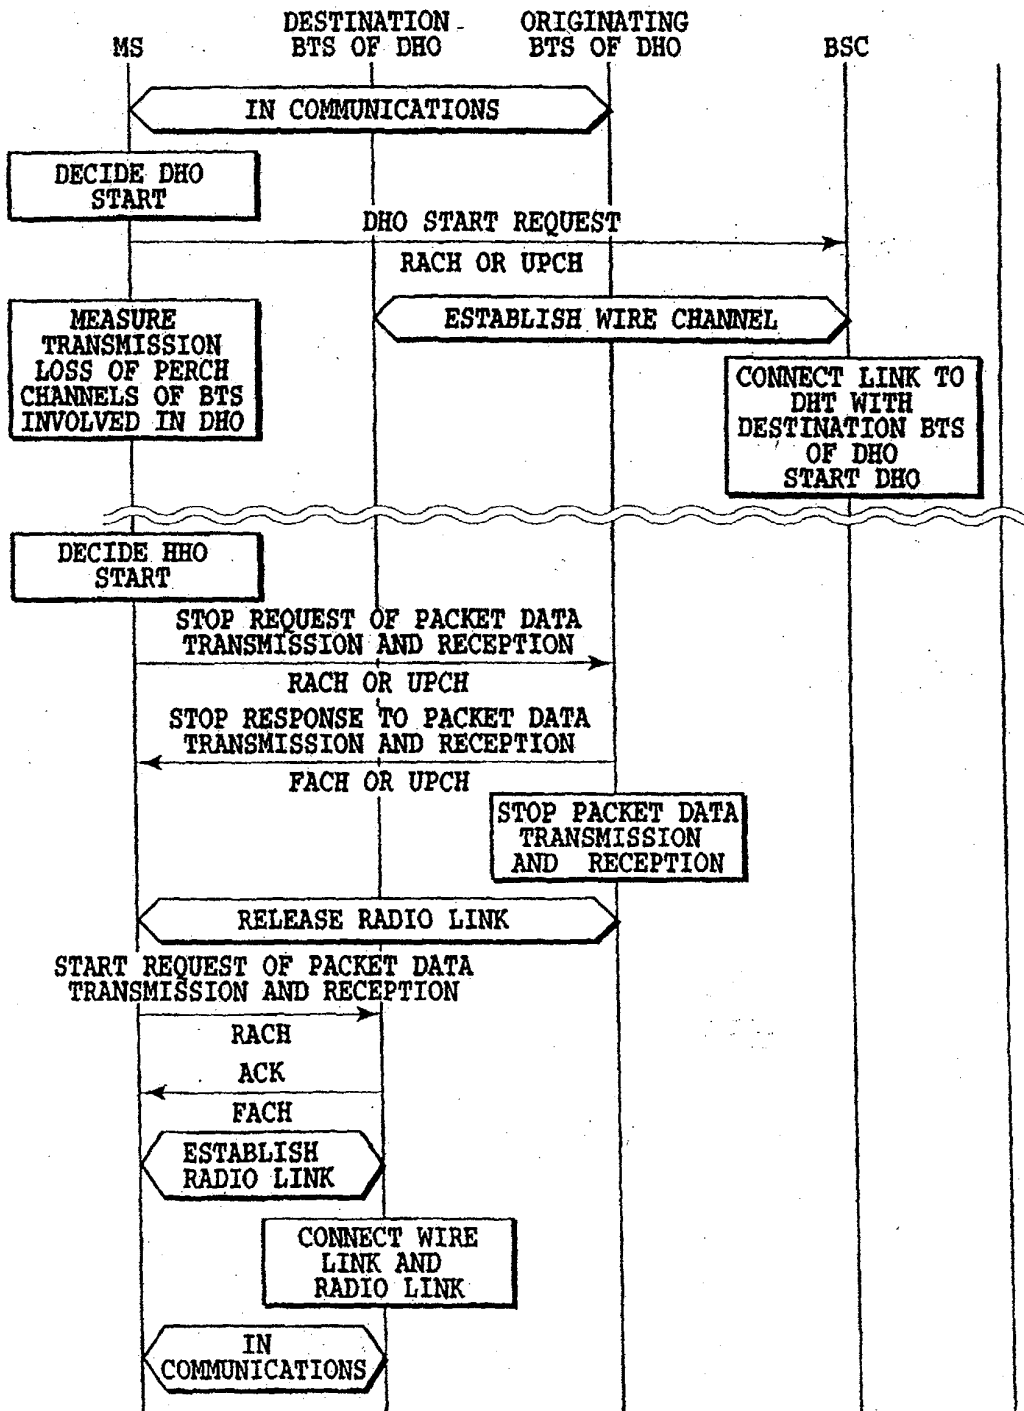 MS
DESTINATION
BTS OF DHO
ORIGINATING
BTS OF DHO
BSC
IN COMMUNICATIONS
DECIDE DHO
START
DHO START REQUEST
RACH OR UPCH
ESTABLISH WIRE CHANNEL
MEASURE
TRANSMISSION
LOSS OF PERCH
CHANNELS OF BTS
INVOLVED IN DHO
CONNECT LINK TO
DHT WITH
DESTINATION BTS
OF DHO
START DHO
DECIDE HHO
START
STOP REQUEST OF PACKET DATA
TRANSMISSION AND RECEPTION
RACH OR UPCH
STOP RESPONSE TO PACKET DATA
TRANSMISSION AND RECEPTION
FACH OR UPCH
STOP PACKET DATA
TRANSMISSION
AND RECEPTION
RELEASE RADIO LINK
START REQUEST OF PACKET DATA
TRANSMISSION AND RECEPTION
RACH
ACK
FACH
ESTABLISH
RADIO LINK
CONNECT WIRE
LINK AND
RADIO LINK
IN
COMMUNICATIONS